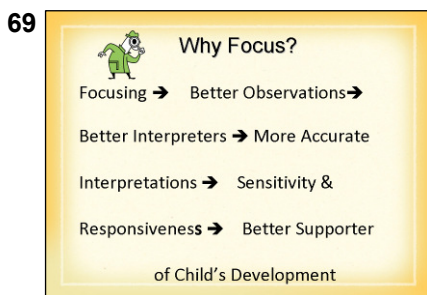 69
Why Focus?
Focusing ➔ Better Observations➔
Better Interpreters ➔ More Accurate
Interpretations ➔ Sensitivity &
Responsiveness ➔ Better Supporter
of Child's Development